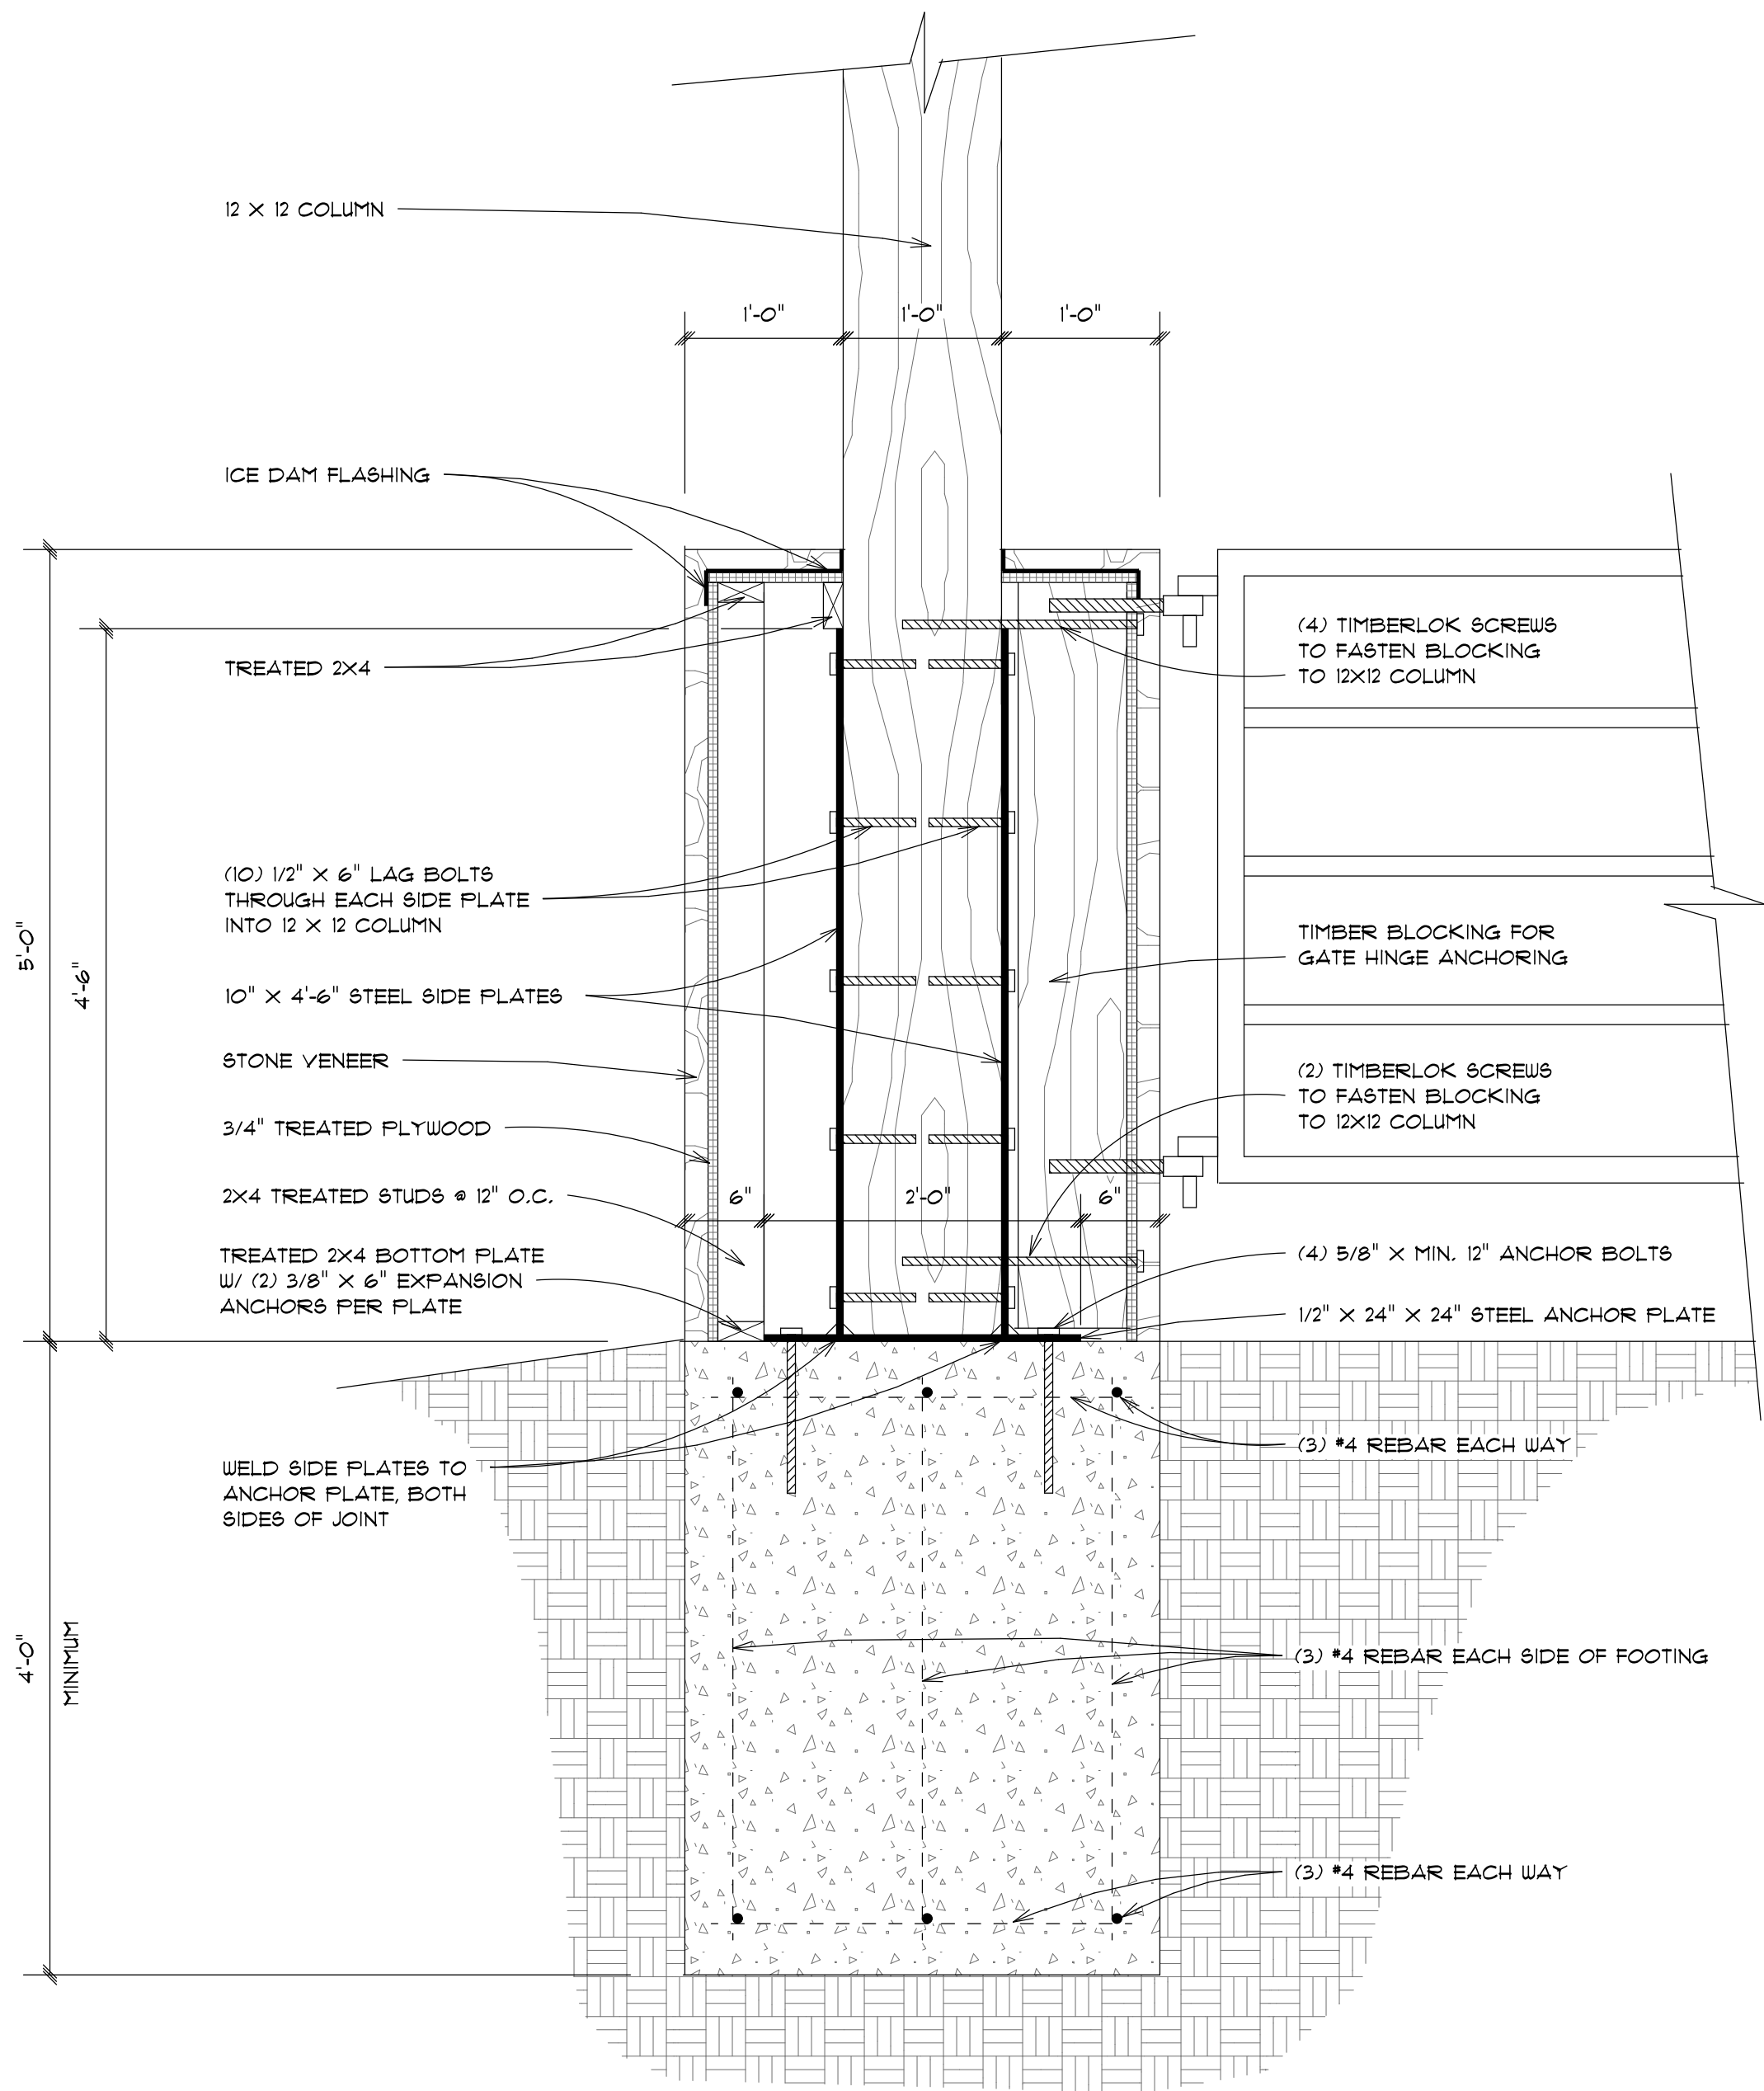 12 X 12 COLUMN
1'-0" 1'-0" 1'-0"
ICE DAM FLASHING
TREATED 2X4
(10) 1/2" X 6" LAG BOLTS
THROUGH EACH SIDE PLATE
INTO 12 X 12 COLUMN
10" X 4'-6" STEEL SIDE PLATES
STONE VENEER
3/4" TREATED PLYWOOD
2X4 TREATED STUDS @ 12" O.C.
TREATED 2X4 BOTTOM PLATE
W/ (2) 3/8" X 6" EXPANSION
ANCHORS PER PLATE
WELD SIDE PLATES TO
ANCHOR PLATE, BOTH
SIDES OF JOINT
5'-0"
4'-6"
4'-0"
MINIMUM
6" 2'-0" 6"
(4) TIMBERLOK SCREWS
TO FASTEN BLOCKING
TO 12X12 COLUMN
TIMBER BLOCKING FOR
GATE HINGE ANCHORING
(2) TIMBERLOK SCREWS
TO FASTEN BLOCKING
TO 12X12 COLUMN
(4) 5/8" X MIN. 12" ANCHOR BOLTS
1/2" X 24" X 24" STEEL ANCHOR PLATE
(3) #4 REBAR EACH WAY
(3) #4 REBAR EACH SIDE OF FOOTING
(3) #4 REBAR EACH WAY